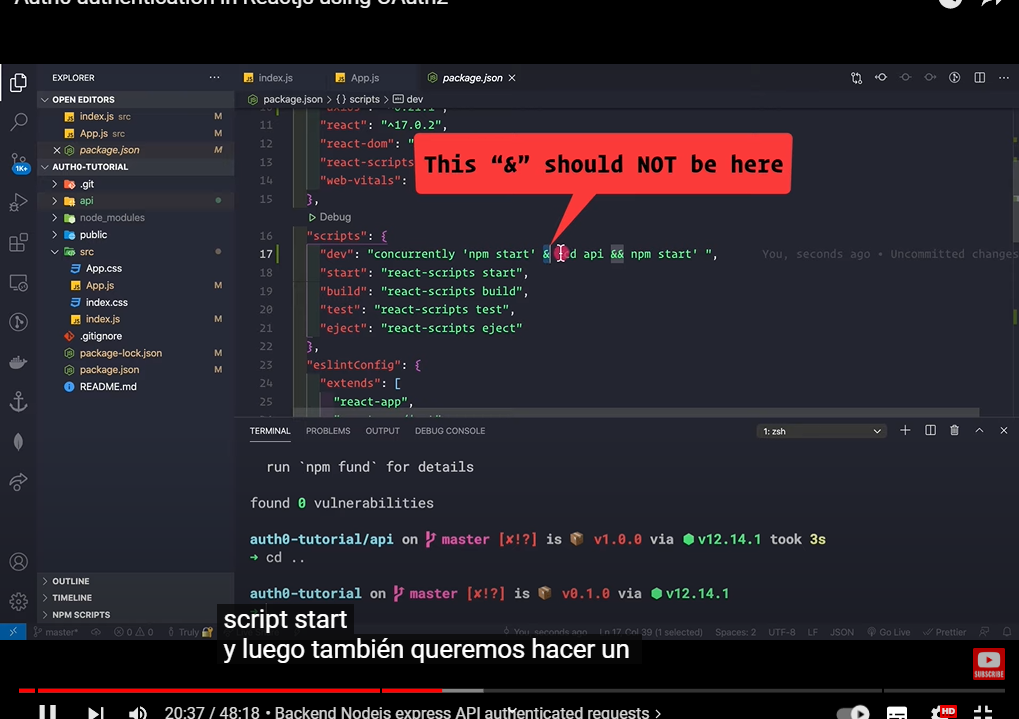 Auth0 authentication in Reactjs using OAuth2
EXPLORER
OPEN EDITORS
index.js src M
App.js src M
package.json M
AUTH0-TUTORIAL
.git
api
node_modules
public
src
App.css
App.js M
index.css
index.js M
.gitignore
package-lock.json M
package.json M
README.md
OUTLINE
TIMELINE
NPM SCRIPTS
1K+
index.js App.js package.json
package.json > {} scripts > dev
11 "react": "^17.0.2",
12 "react-dom": "
13 "react-scripts
14 "web-vitals":
15 },
This “&” should NOT be here
Debug
16 "scripts": {
17 "dev": "concurrently 'npm start' & d api && npm start' ", You, seconds ago • Uncommitted changes
18 "start": "react-scripts start",
19 "build": "react-scripts build",
20 "test": "react-scripts test",
21 "eject": "react-scripts eject"
22 },
23 "eslintConfig": {
24 "extends": [
25 "react-app",
TERMINAL PROBLEMS OUTPUT DEBUG CONSOLE 1: zsh
run `npm fund` for details
found 0 vulnerabilities
auth0-tutorial/api on master [✘!?] is v1.0.0 via v12.14.1 took 3s
➜ cd ..
auth0-tutorial on master [✘!?] is v0.1.0 via v12.14.1
master* 0 0 Truly You, seconds ago Ln 17, Col 39 (1 selected) Spaces: 2 UTF-8 LF JSON Go Live Prettier
script start
y luego también queremos hacer un
SUBSCRIBE
20:37 / 48:18 • Backend Nodejs express API authenticated requests >
HD